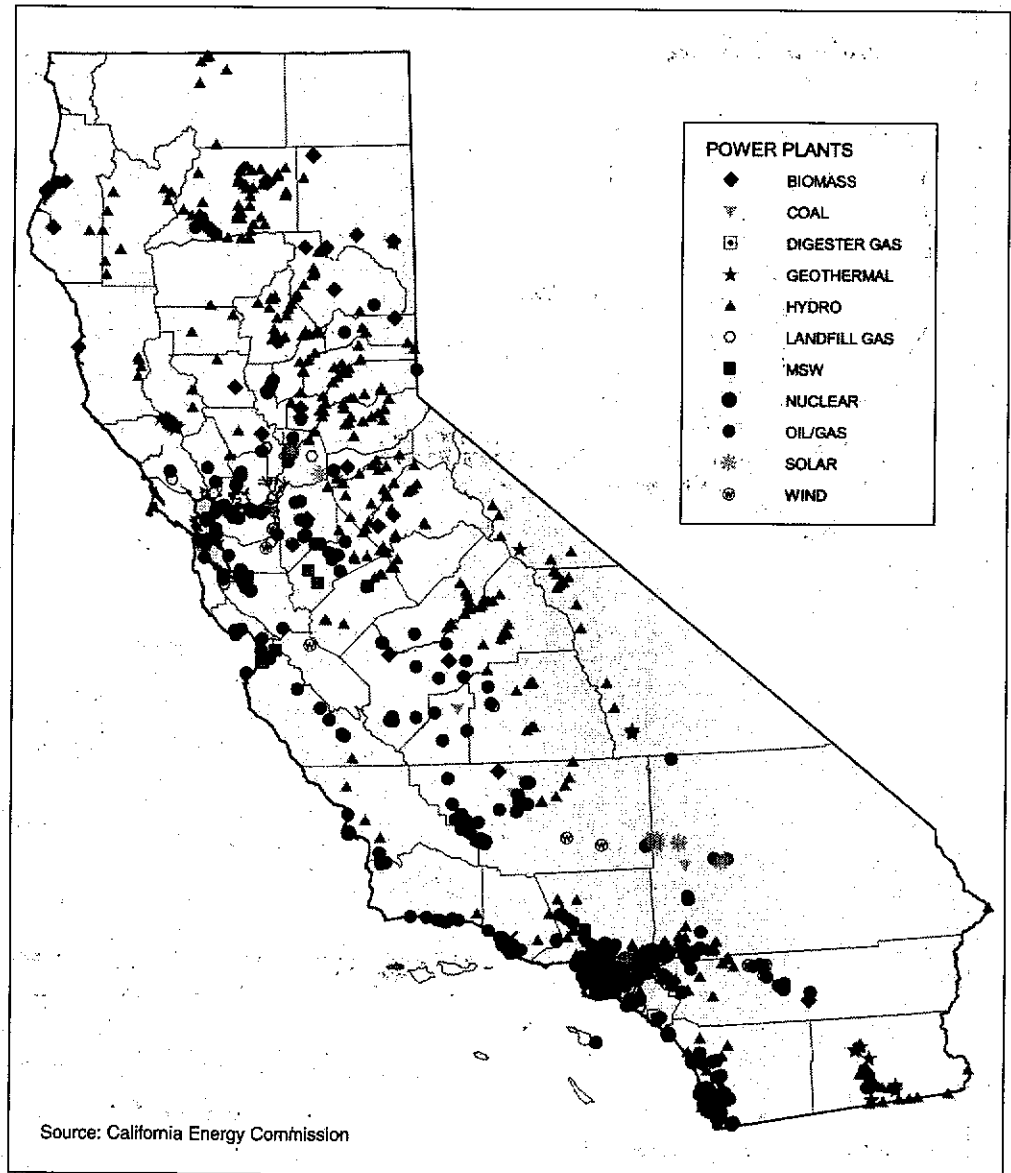 POWER PLANTS
BIOMASS
COAL
DIGESTER GAS
GEOTHERMAL
HYDRO
LANDFILL GAS
MSW
NUCLEAR
OIL/GAS
SOLAR
WIND
Source: California Energy Commission